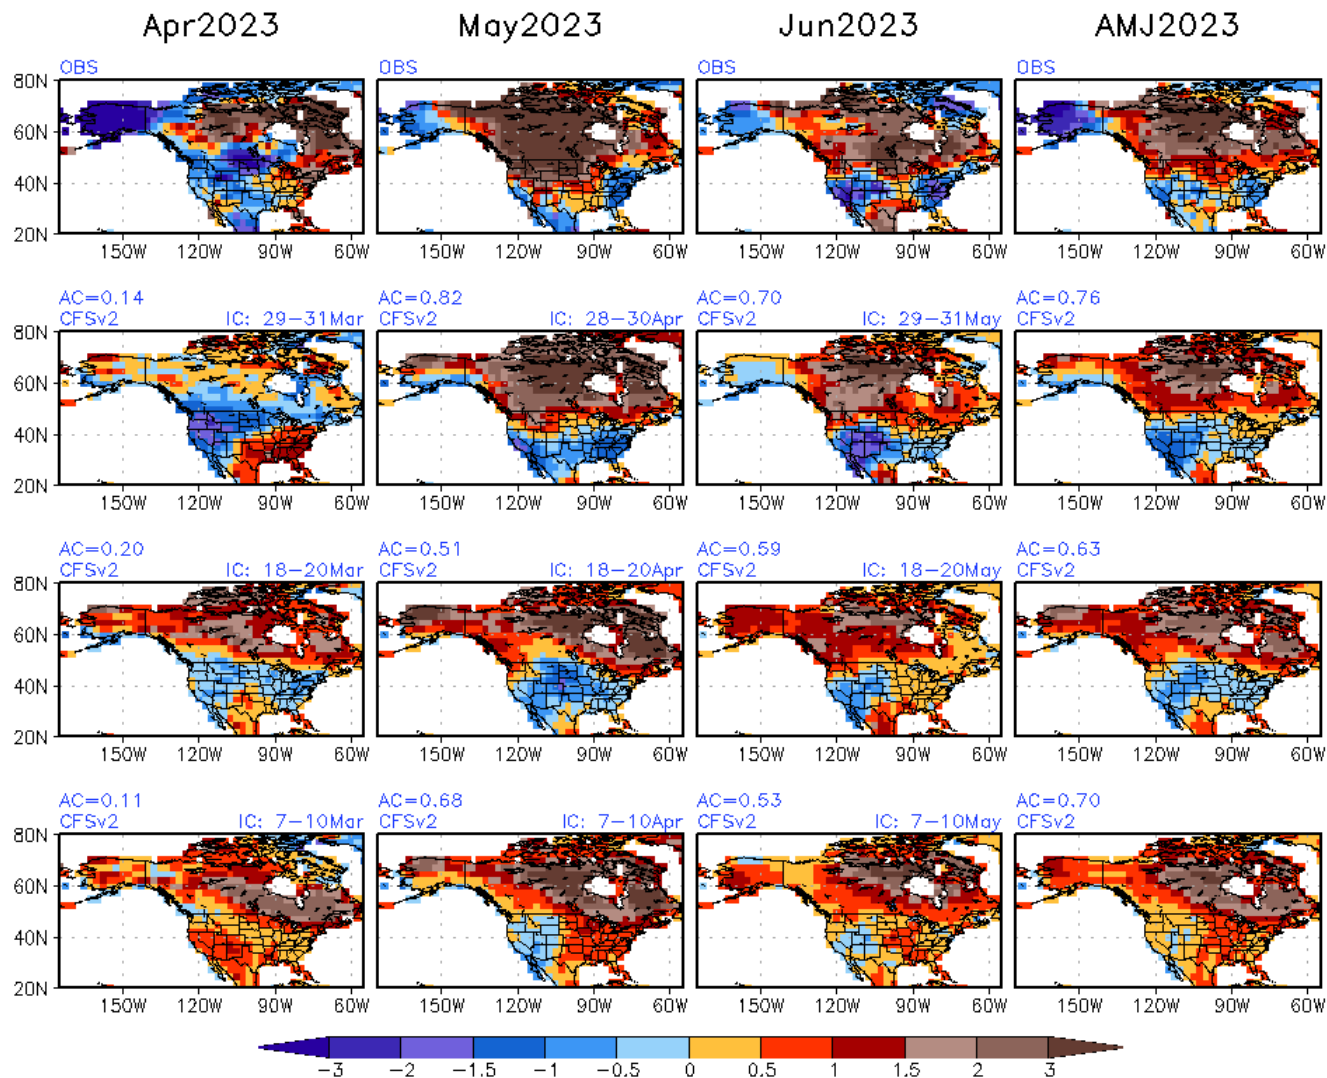 Apr2023 May2023 Jun2023 AMJ2023
OBS OBS OBS OBS
80N
60N
40N
20N
150W 120W 90W 60W 150W 120W 90W 60W 150W 120W 90W 60W 150W 120W 90W 60W
AC=0.14 AC=0.82 AC=0.70 AC=0.76
CFSv2 IC: 29-31Mar CFSv2 IC: 28-30Apr CFSv2 IC: 29-31May CFSv2
80N
60N
40N
20N
150W 120W 90W 60W 150W 120W 90W 60W 150W 120W 90W 60W 150W 120W 90W 60W
AC=0.20 AC=0.51 AC=0.59 AC=0.63
CFSv2 IC: 18-20Mar CFSv2 IC: 18-20Apr CFSv2 IC: 18-20May CFSv2
80N
60N
40N
20N
150W 120W 90W 60W 150W 120W 90W 60W 150W 120W 90W 60W 150W 120W 90W 60W
AC=0.11 AC=0.68 AC=0.53 AC=0.70
CFSv2 IC: 7-10Mar CFSv2 IC: 7-10Apr CFSv2 IC: 7-10May CFSv2
80N
60N
40N
20N
150W 120W 90W 60W 150W 120W 90W 60W 150W 120W 90W 60W 150W 120W 90W 60W
-3 -2 -1.5 -1 -0.5 0 0.5 1 1.5 2 3